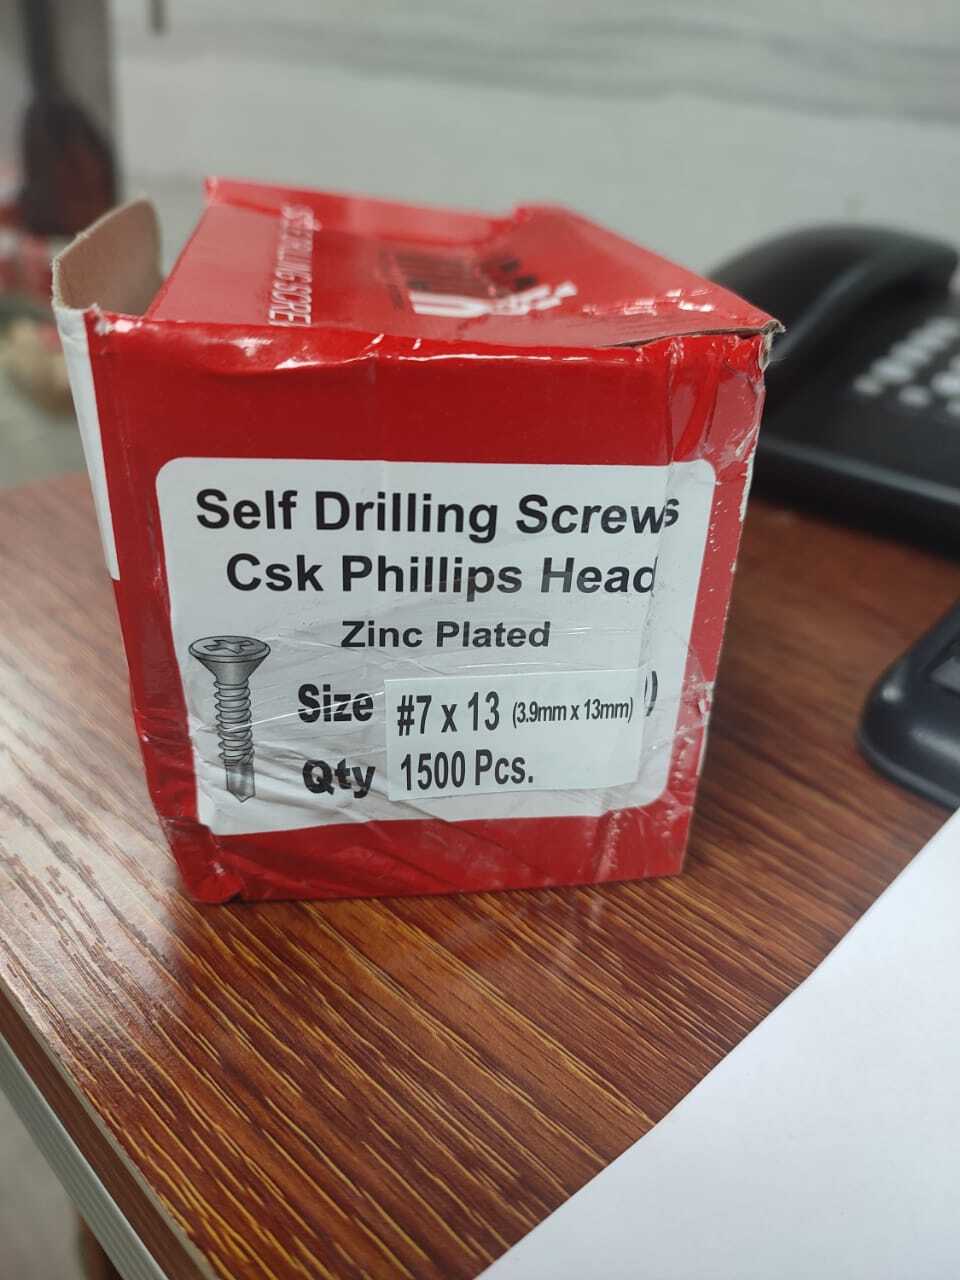 Self Drilling Screws
Csk Phillips Head
Zinc Plated
Size #7 x 13 (3.9mm x 13mm) )
Qty 1500 Pcs.